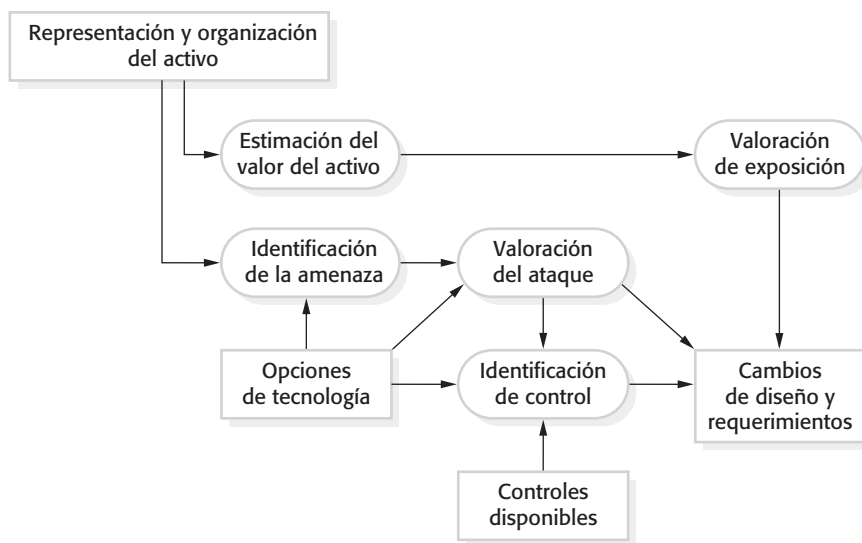 Representación y organización
del activo
Estimación del
valor del activo
Valoración
de exposición
Identificación
de la amenaza
Valoración
del ataque
Opciones
de tecnología
Identificación
de control
Cambios
de diseño y
requerimientos
Controles
disponibles